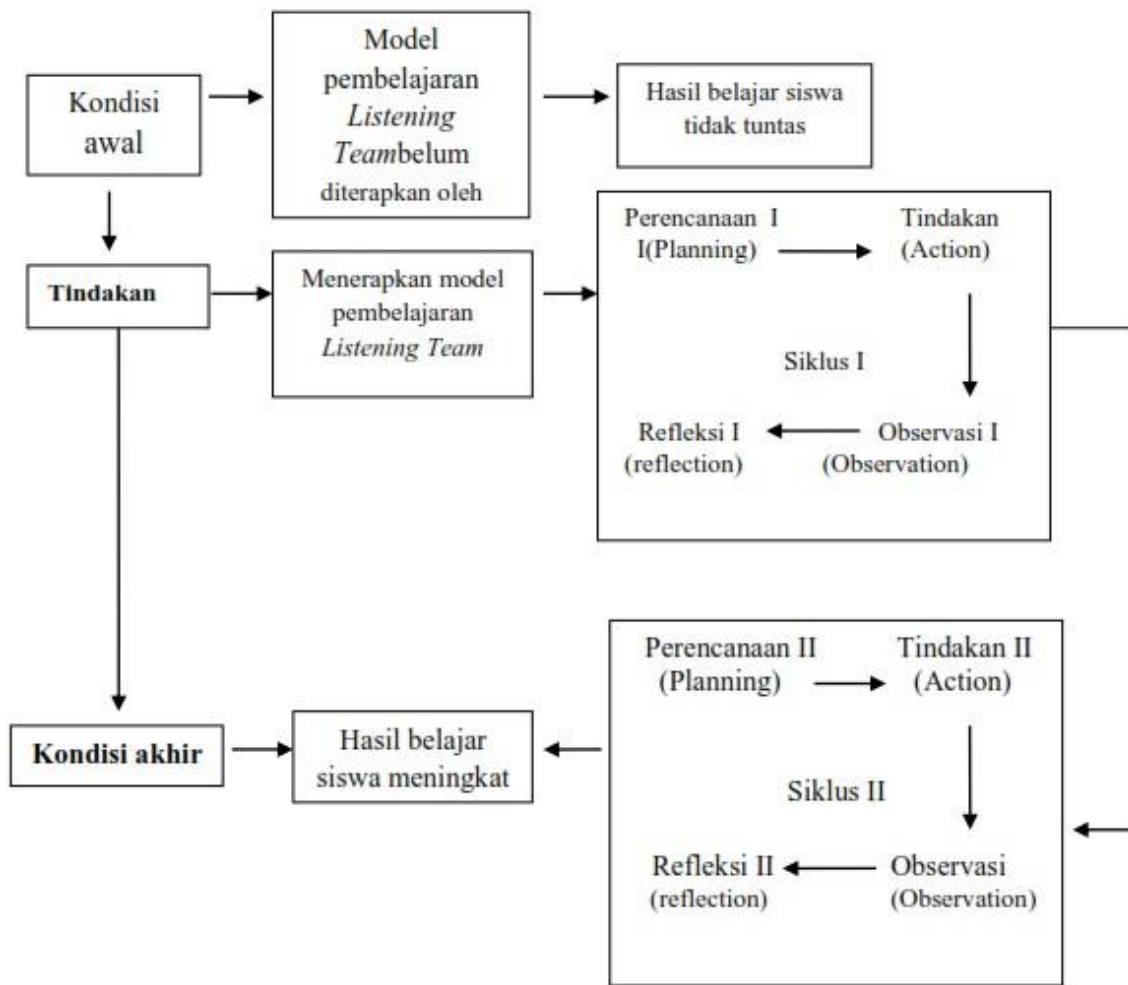 Kondisi
awal
Model
pembelajaran
Listening
Teambelum
diterapkan oleh
Hasil belajar siswa
tidak tuntas
Tindakan
Menerapkan model
pembelajaran
Listening Team
Perencanaan I
I(Planning)
Tindakan
(Action)
Siklus I
Refleksi I
(reflection)
Observasi I
(Observation)
Kondisi akhir
Hasil belajar
siswa meningkat
Perencanaan II
(Planning)
Tindakan II
(Action)
Siklus II
Refleksi II
(reflection)
Observasi
(Observation)